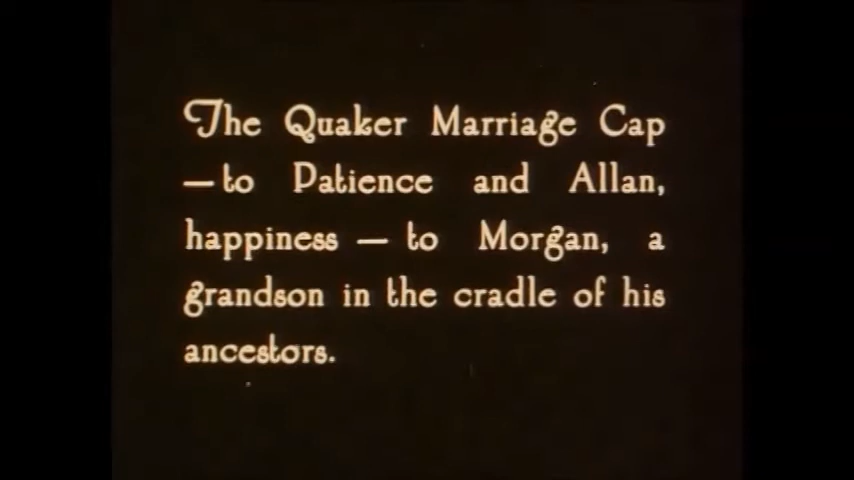 The Quaker Marriage Cap
—to Patience and Allan,
happiness — to Morgan, a
grandson in the cradle of his
ancestors.